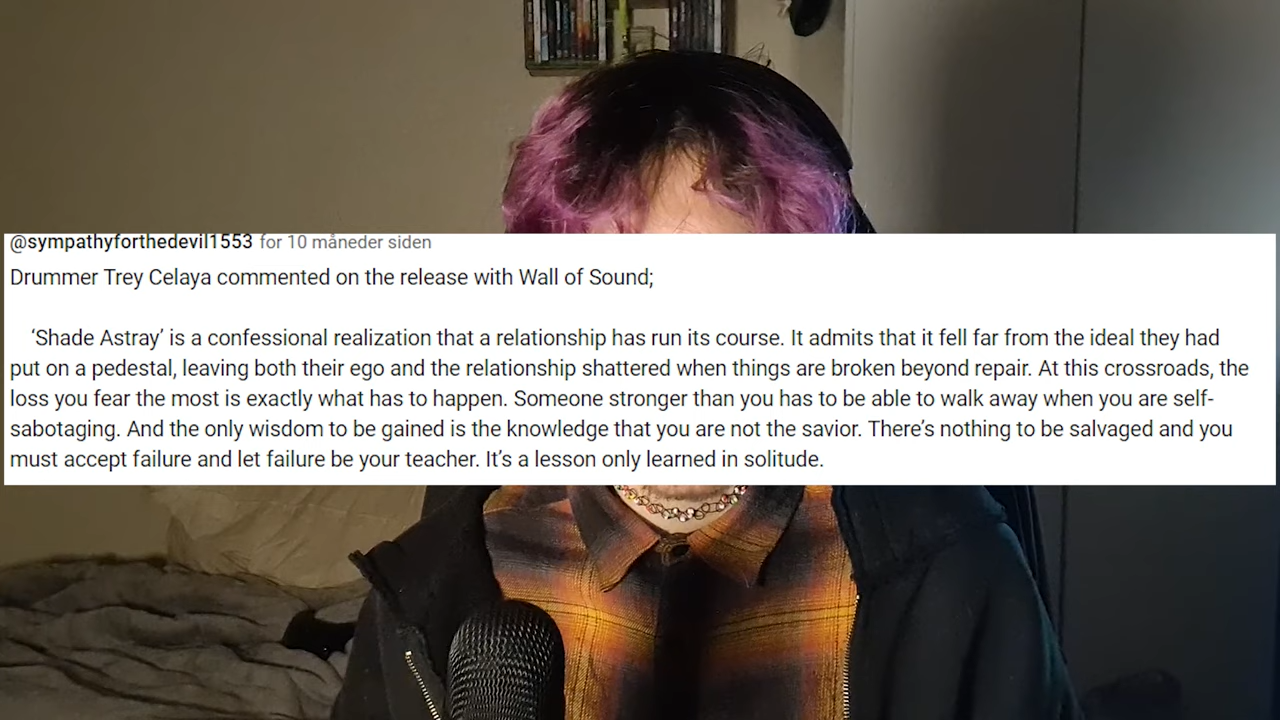 @sympathyforthedevil1553 for 10 måneder siden
Drummer Trey Celaya commented on the release with Wall of Sound;
‘Shade Astray’ is a confessional realization that a relationship has run its course. It admits that it fell far from the ideal they had
put on a pedestal, leaving both their ego and the relationship shattered when things are broken beyond repair. At this crossroads, the
loss you fear the most is exactly what has to happen. Someone stronger than you has to be able to walk away when you are self-
sabotaging. And the only wisdom to be gained is the knowledge that you are not the savior. There’s nothing to be salvaged and you
must accept failure and let failure be your teacher. It’s a lesson only learned in solitude.